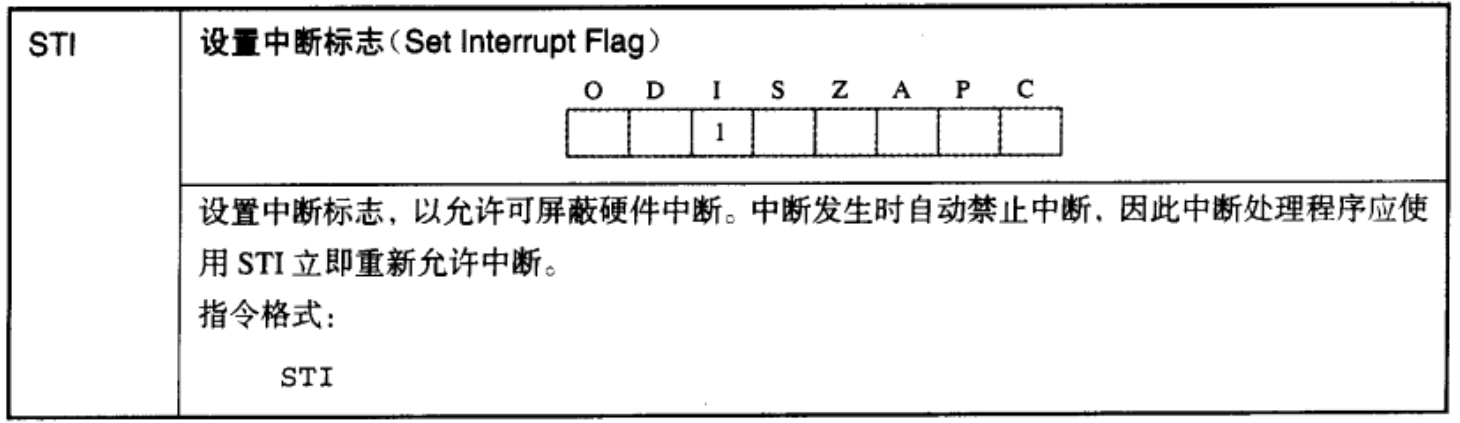 STI
设置中断标志(Set Interrupt Flag)
O D I S Z A P C
1
设置中断标志，以允许可屏蔽硬件中断。中断发生时自动禁止中断，因此中断处理程序应使
用 STI 立即重新允许中断。
指令格式：
STI